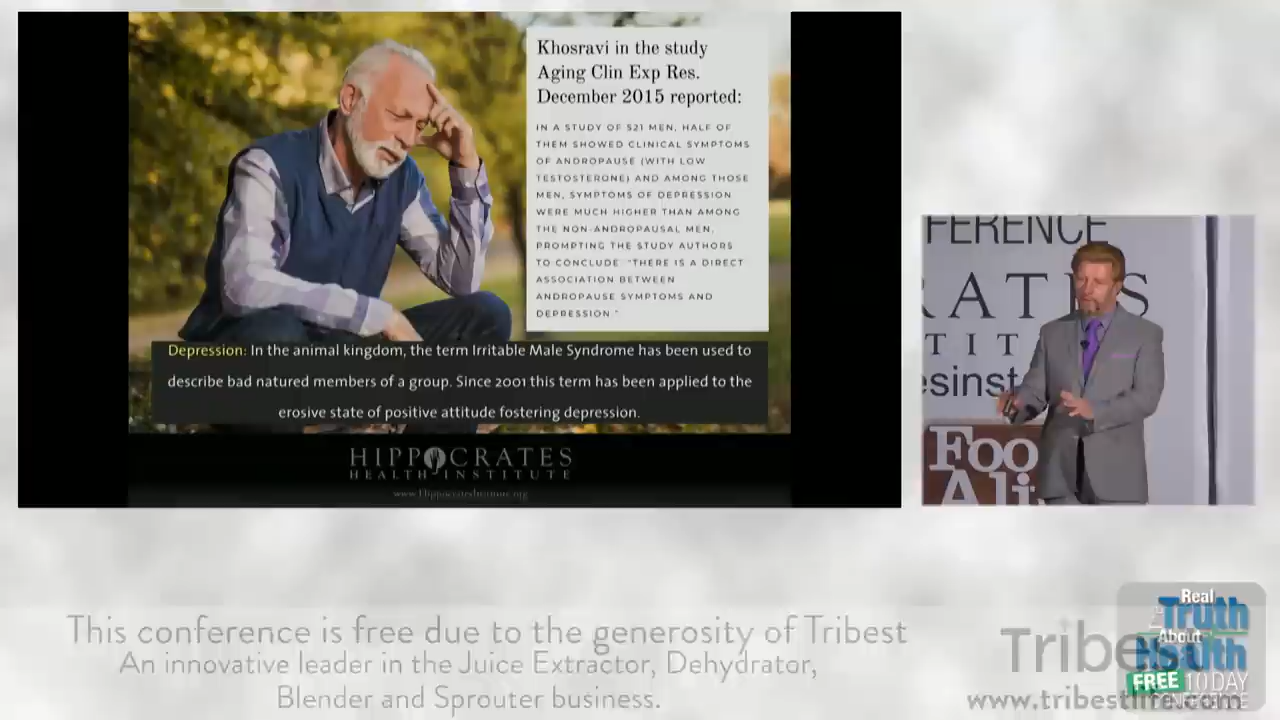 Khosravi in the study
Aging Clin Exp Res.
December 2015 reported:
IN A STUDY OF 521 MEN, HALF OF
THEM SHOWED CLINICAL SYMPTOMS
OF ANDROPAUSE (WITH LOW
TESTOSTERONE) AND AMONG THOSE
MEN, SYMPTOMS OF DEPRESSION
WERE MUCH HIGHER THAN AMONG
THE NON-ANDROPAUSAL MEN,
PROMPTING THE STUDY AUTHORS
TO CONCLUDE: "THERE IS A DIRECT
ASSOCIATION BETWEEN
ANDROPAUSE SYMPTOMS AND
DEPRESSION."
Depression: In the animal kingdom, the term Irritable Male Syndrome has been used to
describe bad natured members of a group. Since 2001 this term has been applied to the
erosive state of positive attitude fostering depression.
HIPPOCRATES
HEALTH INSTITUTE
www.Hippocratesinst.org
FERENCE
RATES
TIT
esinst
Foo
Ali
This conference is free due to the generosity of Tribest
An innovative leader in the Juice Extractor, Dehydrator,
Blender and Sprouter business.
Tribest
www.tribestlife.com
Real
Truth
About
Health
FREE 10 DAY
CONFERENCE